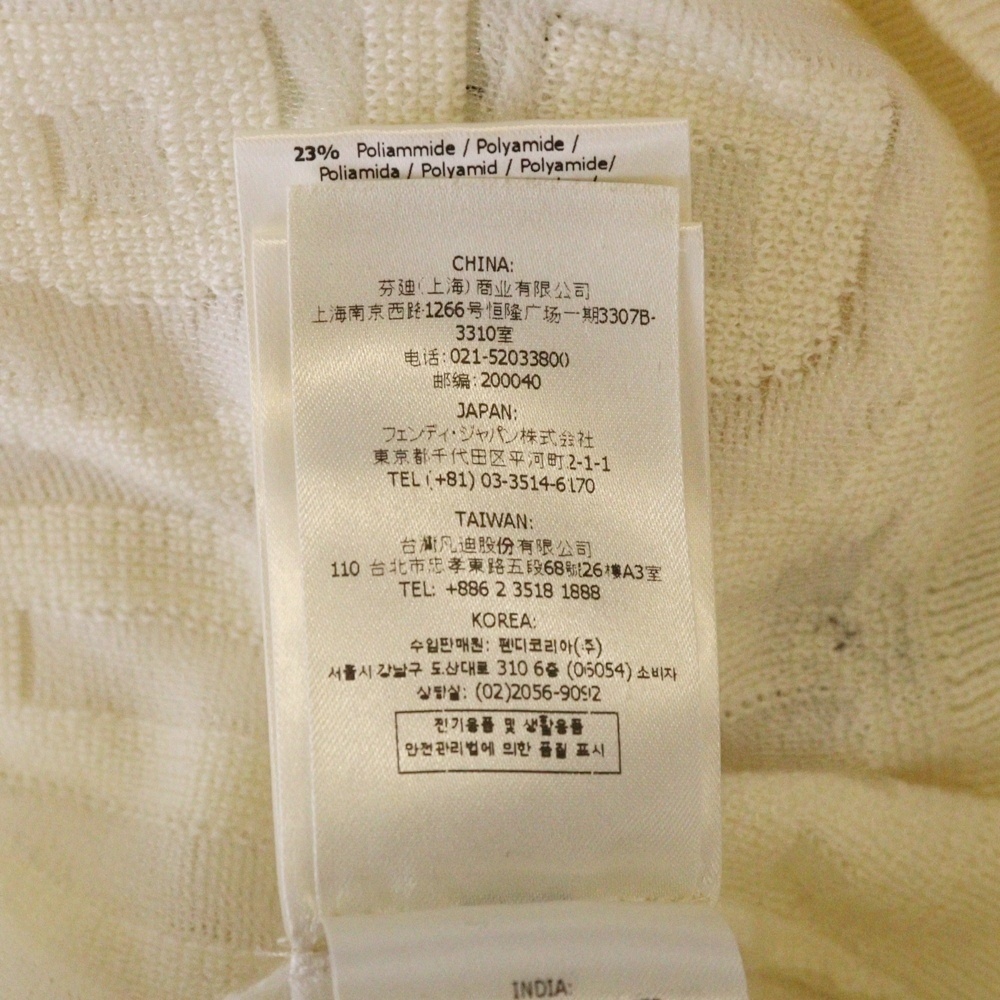 23% Poliammide / Polyamide /
Poliamida / Polyamid / Polyamide/
CHINA:
芬迪(上海)商业有限公司
上海南京西路1266号恒隆广场一期3307B-
3310室
电话:021-52033800
邮编:200040
JAPAN:
フェンディ・ジャパン株式会社
東京都千代田区平河町2-1-1
TEL (+81) 03-3514-6170
TAIWAN:
台灣凡迪股份有限公司
110 台北市忠孝東路五段68號26樓A3室
TEL: +886 2 3518 1888
KOREA:
수입판매원: 펜디코리아(주)
서울시 강남구 도산대로 310 6층 (06054) 소비자
상담실: (02)2056-9092
전기용품 및 생활용품
안전관리법에 의한 품질 표시
INDIA: